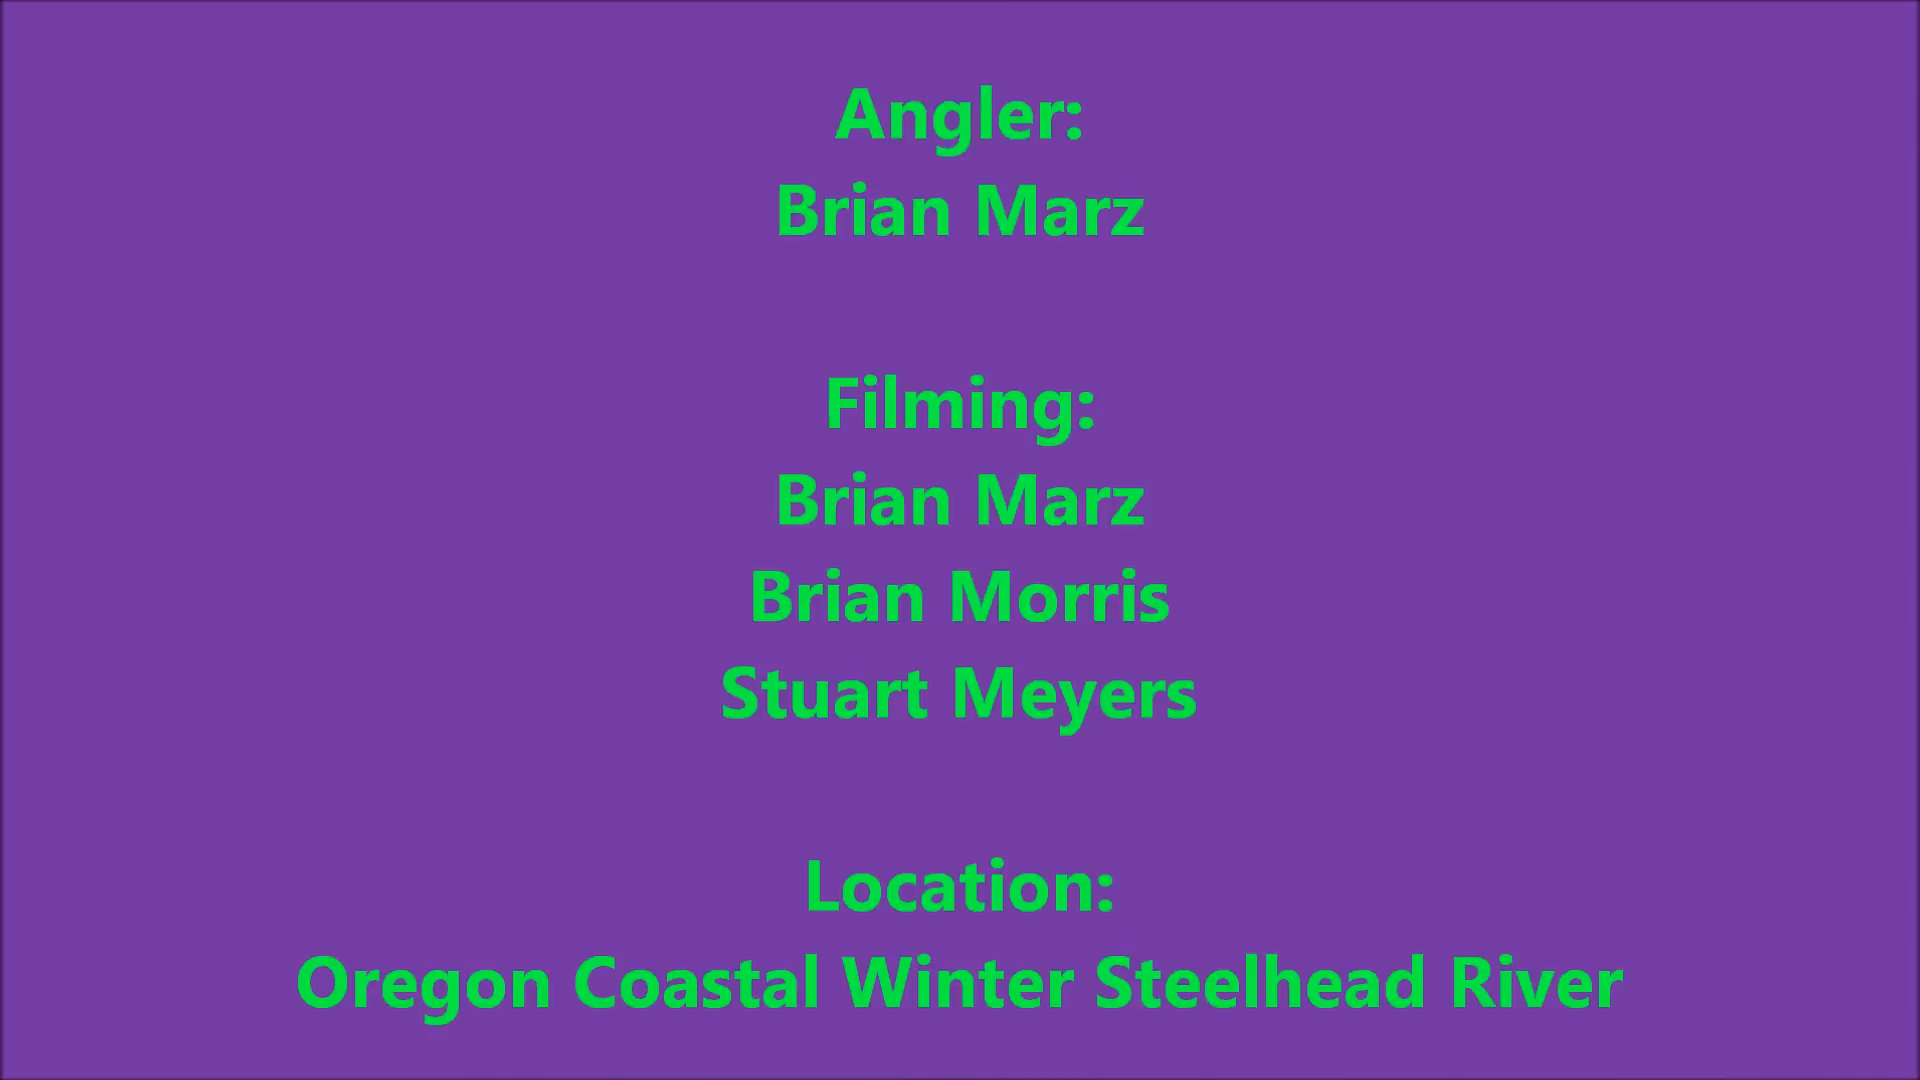 Angler:
Brian Marz
Filming:
Brian Marz
Brian Morris
Stuart Meyers
Location:
Oregon Coastal Winter Steelhead River